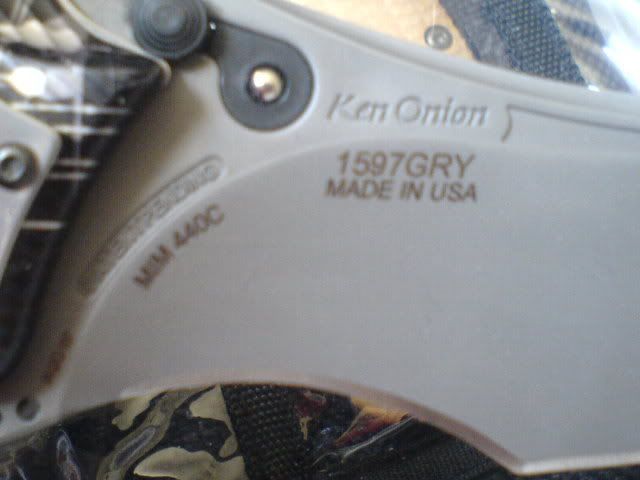 Ken Onion
1597GRY
MADE IN USA
MIM 440C